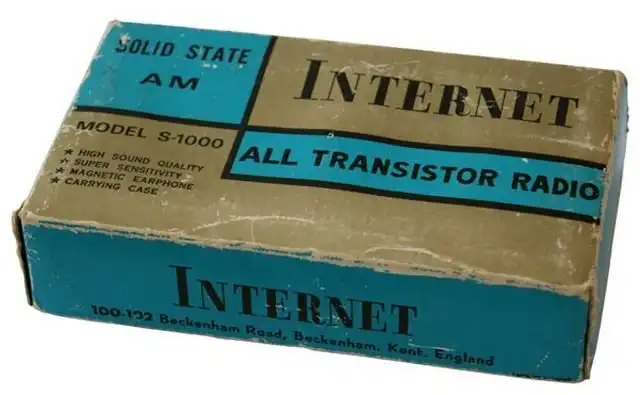 SOLID STATE
AM
INTERNET
MODEL S-1000
★ HIGH SOUND QUALITY
★ SUPER SENSITIVITY
★ MAGNETIC EARPHONE
★ CARRYING CASE
ALL TRANSISTOR RADIO
INTERNET
100-102 Beckenham Road, Beckenham, Kent. England